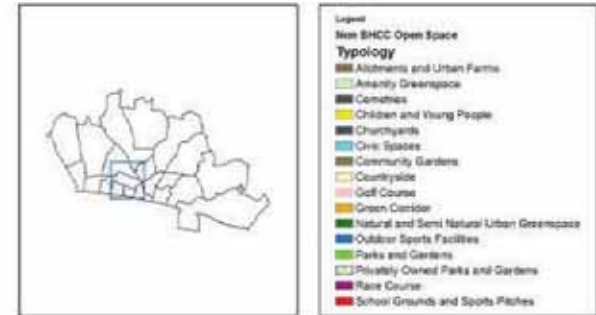 Legend
Non BHCC Open Space
Typology
Allotments and Urban Farms
Amenity Greenspace
Cemetries
Children and Young People
Churchyards
Civic Spaces
Community Gardens
Countryside
Golf Course
Green Corridor
Natural and Semi Natural Urban Greenspace
Outdoor Sports Facilities
Parks and Gardens
Privately Owned Parks and Gardens
Race Course
School Grounds and Sports Pitches